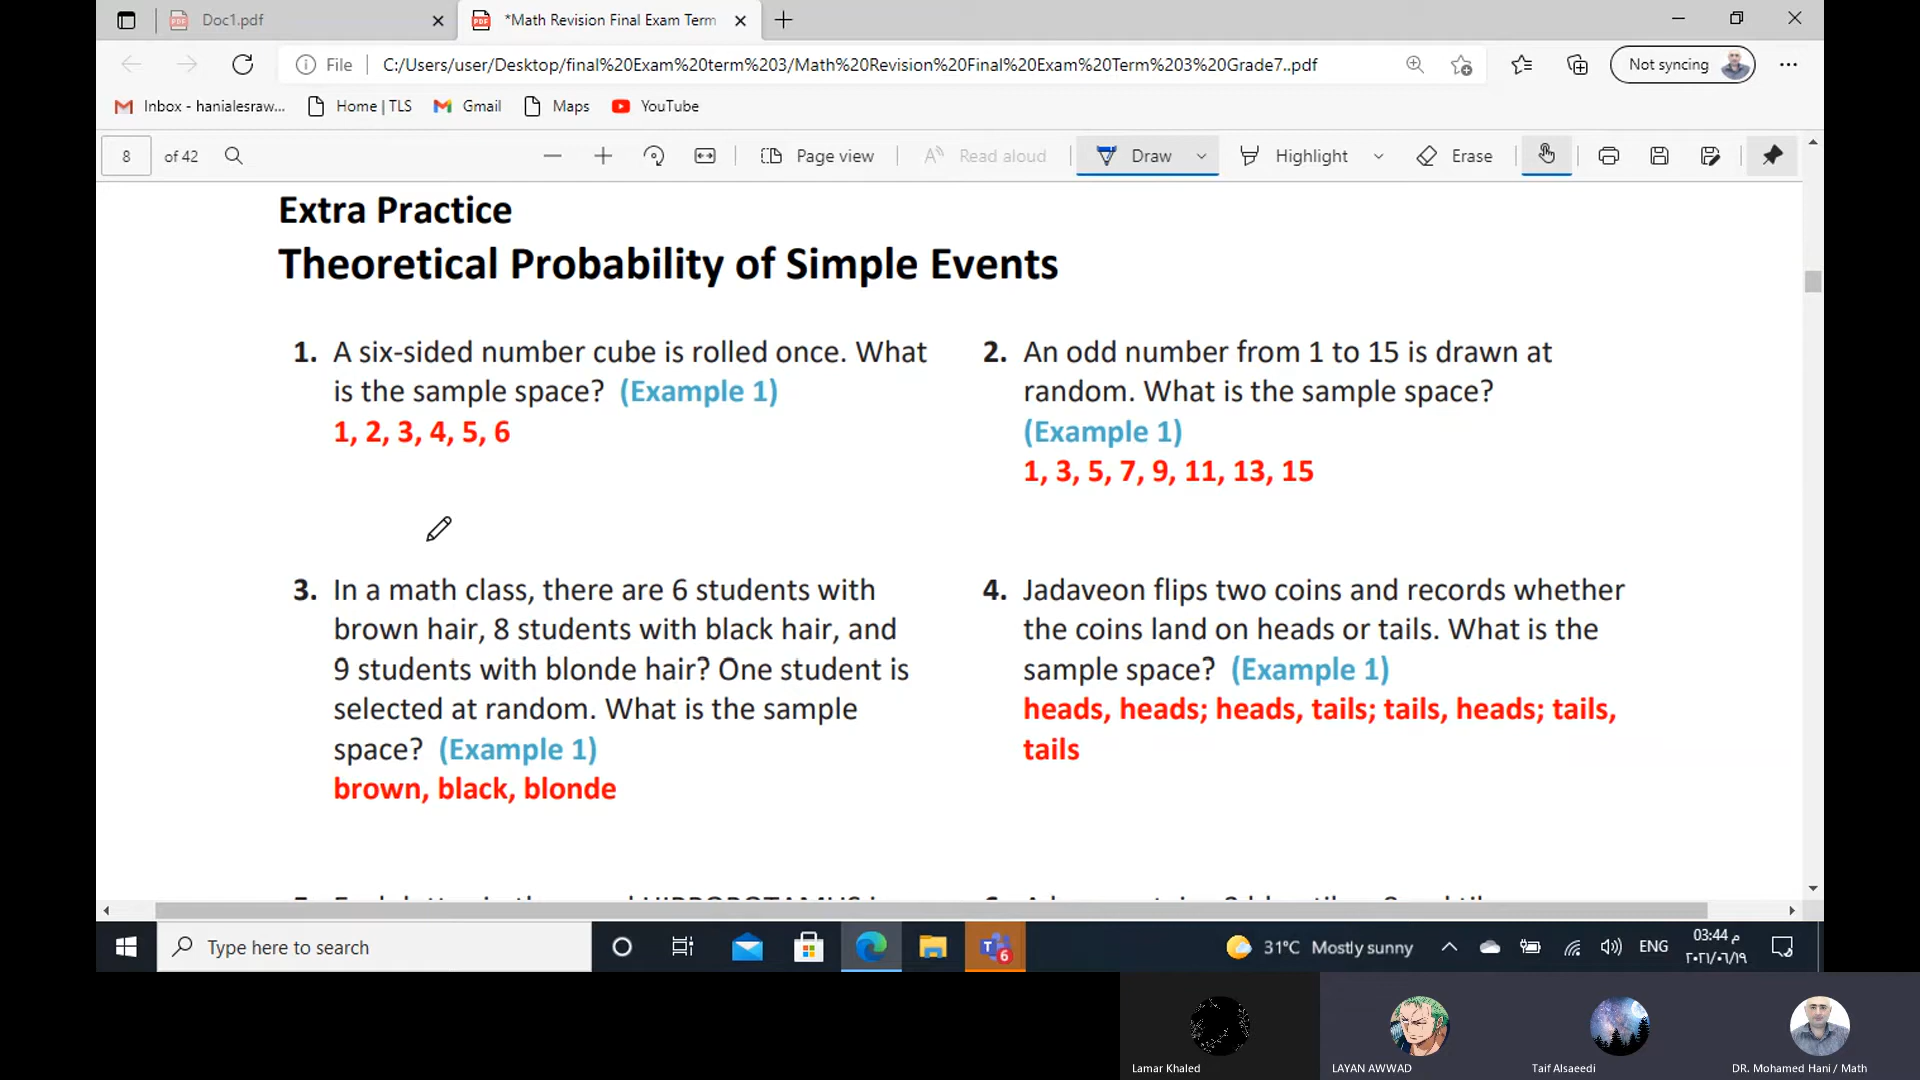 Doc1.pdf
*Math Revision Final Exam Term
File
C:/Users/user/Desktop/final%20Exam%20term%203/Math%20Revision%20Final%20Exam%20Term%203%20Grade7..pdf
Not syncing
Inbox - hanialesraw...
Home | TLS
Gmail
Maps
YouTube
8 of 42
Page view
Read aloud
Draw
Highlight
Erase
Extra Practice
Theoretical Probability of Simple Events
1. A six-sided number cube is rolled once. What
is the sample space? (Example 1)
1, 2, 3, 4, 5, 6
2. An odd number from 1 to 15 is drawn at
random. What is the sample space?
(Example 1)
1, 3, 5, 7, 9, 11, 13, 15
3. In a math class, there are 6 students with
brown hair, 8 students with black hair, and
9 students with blonde hair? One student is
selected at random. What is the sample
space? (Example 1)
brown, black, blonde
4. Jadaveon flips two coins and records whether
the coins land on heads or tails. What is the
sample space? (Example 1)
heads, heads; heads, tails; tails, heads; tails,
tails
Type here to search
6
31°C Mostly sunny
ENG
03:44 م
٢٠٢١/٠٦/١٩
Lamar Khaled
LAYAN AWWAD
Taif Alsaeedi
DR. Mohamed Hani / Math